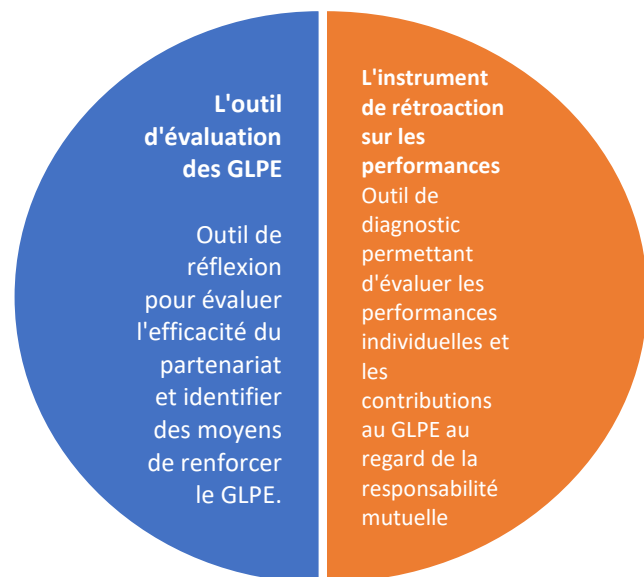 L'outil
d'évaluation
des GLPE
Outil de
réflexion
pour évaluer
l'efficacité du
partenariat
et identifier
des moyens
de renforcer
le GLPE.
L'instrument
de rétroaction
sur les
performances
Outil de
diagnostic
permettant
d'évaluer les
performances
individuelles et
les
contributions
au GLPE au
regard de la
responsabilité
mutuelle